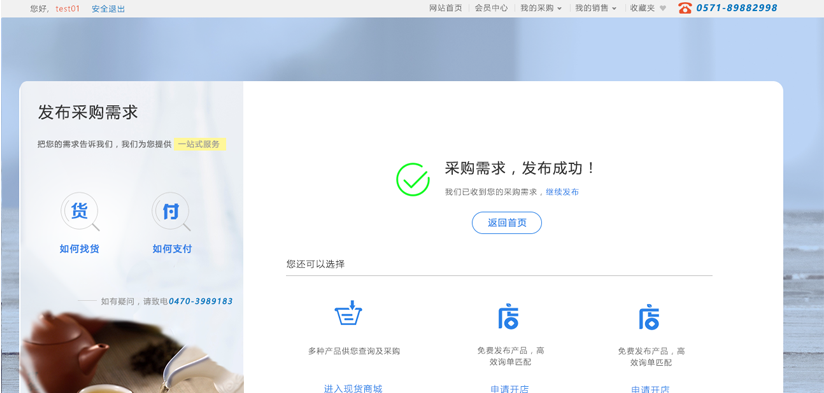 您好, test01 安全退出
网站首页 会员中心 我的采购 我的销售 收藏夹 0571-89882998
发布采购需求
把您的需求告诉我们，我们为您提供 一站式服务
货 付
如何找货 如何支付
如有疑问，请致电0470-3989183
采购需求，发布成功！
我们已收到您的采购需求，继续发布
返回首页
您还可以选择
店 店
多种产品供您查询及采购
进入现货商城
免费发布产品，高
效询单匹配
申请开店
免费发布产品，高
效询单匹配
申请开店